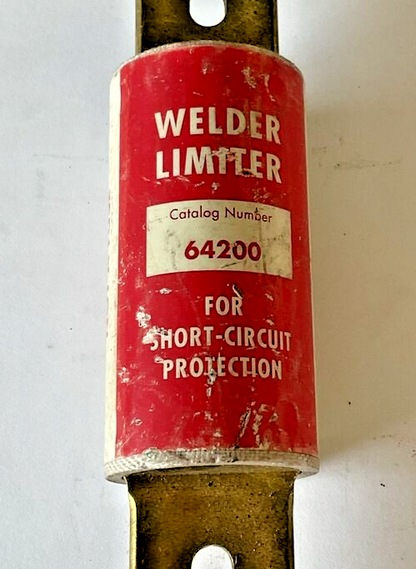 WELDER
LIMITER
Catalog Number
64200
FOR
SHORT-CIRCUIT
PROTECTION